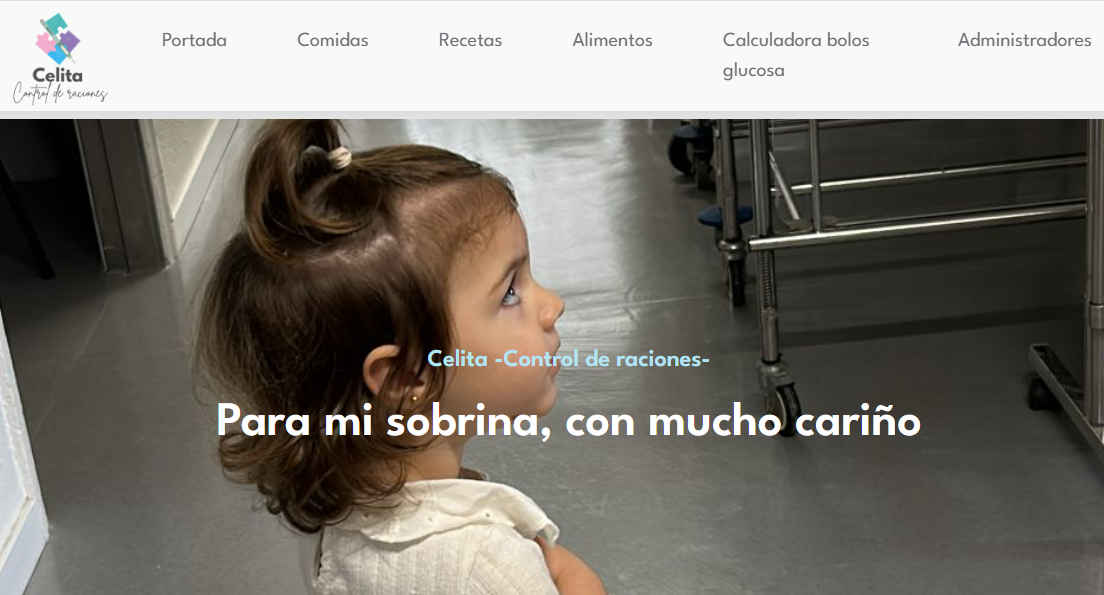 Celita
Control de raciones
Portada
Comidas
Recetas
Alimentos
Calculadora bolos
glucosa
Administradores
Celita -Control de raciones-
Para mi sobrina, con mucho cariño